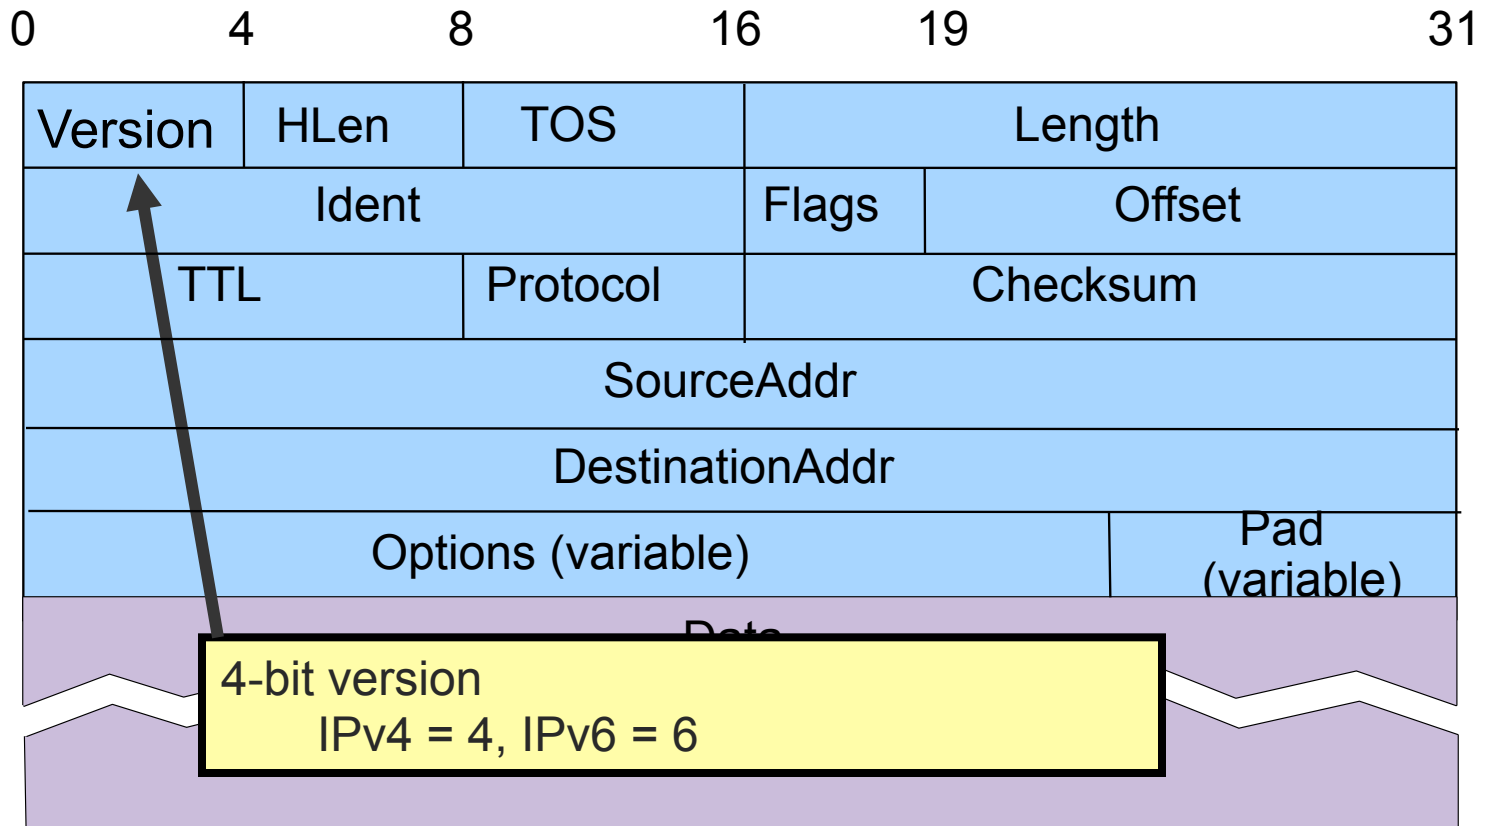 0 4 8 16 19 31
Version HLen TOS Length
Ident Flags Offset
TTL Protocol Checksum
SourceAddr
DestinationAddr
Options (variable) Pad
(variable)
Data
4-bit version
IPv4 = 4, IPv6 = 6